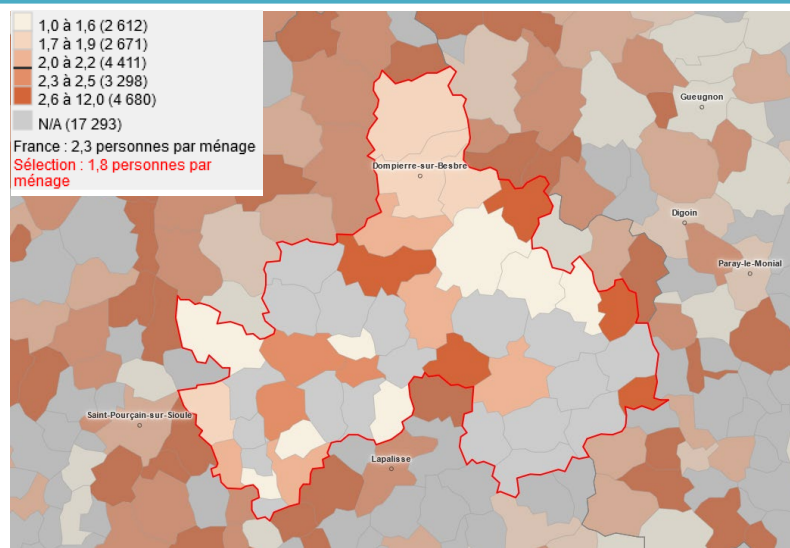 1,0 à 1,6 (2 612)
1,7 à 1,9 (2 671)
2,0 à 2,2 (4 411)
2,3 à 2,5 (3 298)
2,6 à 12,0 (4 680)
N/A (17 293)
France : 2,3 personnes par ménage
Sélection : 1,8 personnes par
ménage
Gueugnon
Dompierre-sur-Besbre
Digoin
Paray-le-Monial
Saint-Pourçain-sur-Sioule
Lapalisse